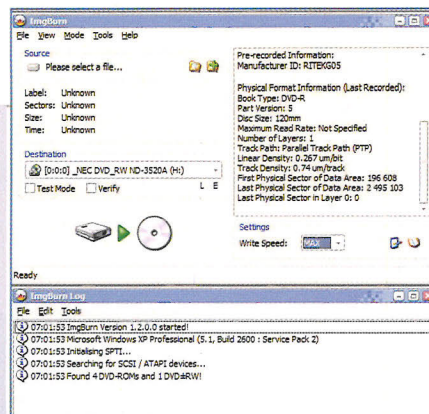 ImgBurn
File View Mode Tools Help
Source
Please select a file...
Label: Unknown
Sectors: Unknown
Size: Unknown
Time: Unknown
Destination
[0:0:0] _NEC DVD_RW ND-3520A (H:)
Test Mode Verify L E
Pre-recorded Information:
Manufacturer ID: RITEKG05
Physical Format Information (Last Recorded):
Book Type: DVD-R
Part Version: 5
Disc Size: 120mm
Maximum Read Rate: Not Specified
Number of Layers: 1
Track Path: Parallel Track Path (PTP)
Linear Density: 0.267 um/bit
Track Density: 0.74 um/track
First Physical Sector of Data Area: 196 608
Last Physical Sector of Data Area: 2 495 103
Last Physical Sector in Layer 0: 0
Settings
Write Speed: MAX
Ready
ImgBurn Log
File Edit Tools
07:01:53 ImgBurn Version 1.2.0.0 started!
07:01:53 Microsoft Windows XP Professional (5.1, Build 2600 : Service Pack 2)
07:01:53 Initialising SPTI...
07:01:53 Searching for SCSI / ATAPI devices...
07:01:53 Found 4 DVD-ROMs and 1 DVD±RW!